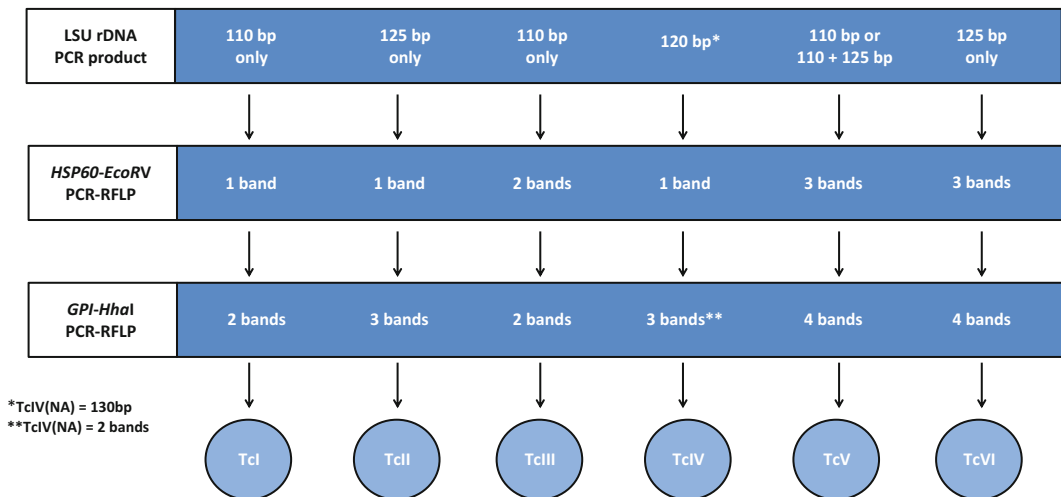 LSU rDNA
PCR product
110 bp
only
125 bp
only
110 bp
only
120 bp*
110 bp or
110 + 125 bp
125 bp
only
HSP60-EcoRV
PCR-RFLP
1 band
1 band
2 bands
1 band
3 bands
3 bands
GPI-HhaI
PCR-RFLP
2 bands
3 bands
2 bands
3 bands**
4 bands
4 bands
*TcIV(NA) = 130bp
**TcIV(NA) = 2 bands
TcI
TcII
TcIII
TcIV
TcV
TcVI